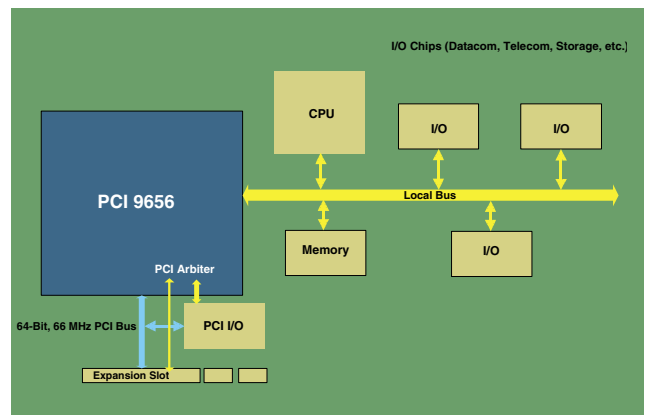 I/O Chips (Datacom, Telecom, Storage, etc.)
CPU
I/O
I/O
PCI 9656
Local Bus
Memory
I/O
PCI Arbiter
64-Bit, 66 MHz PCI Bus
PCI I/O
Expansion Slot